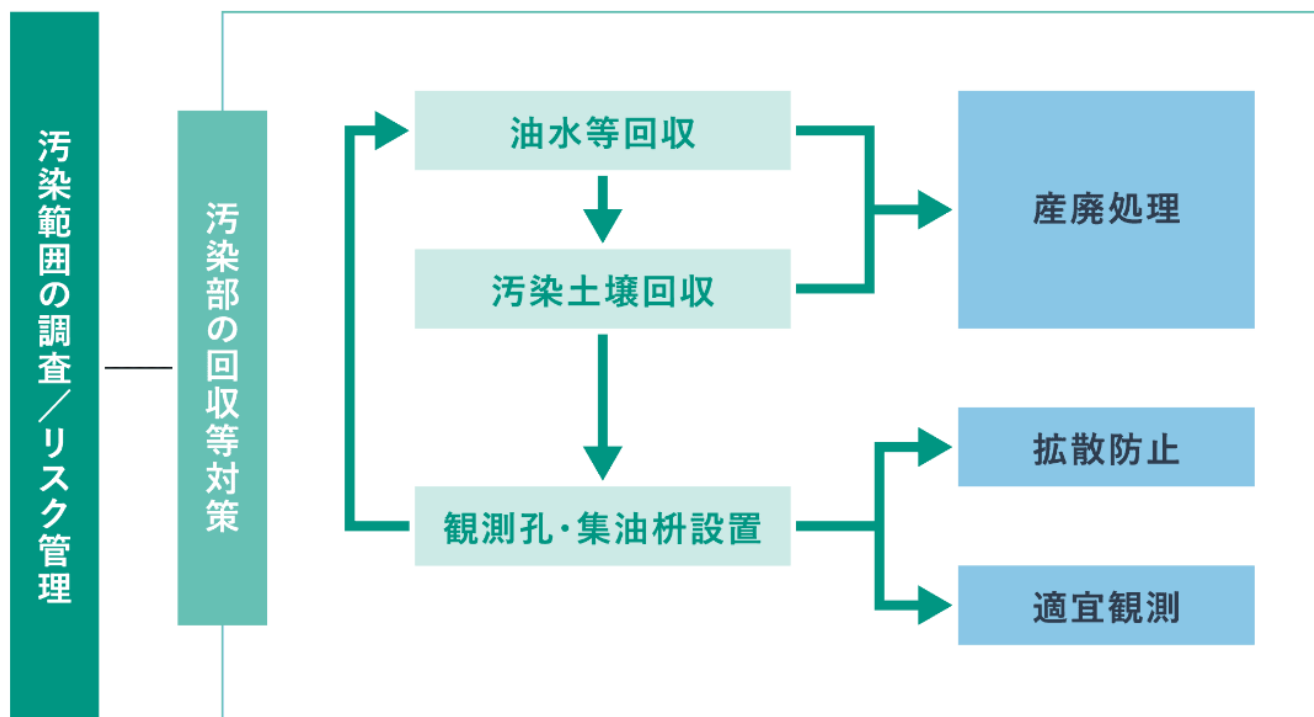 汚染範囲の調査／リスク管理
汚染部の回収等対策
油水等回収
汚染土壌回収
観測孔・集油枡設置
産廃処理
拡散防止
適宜観測